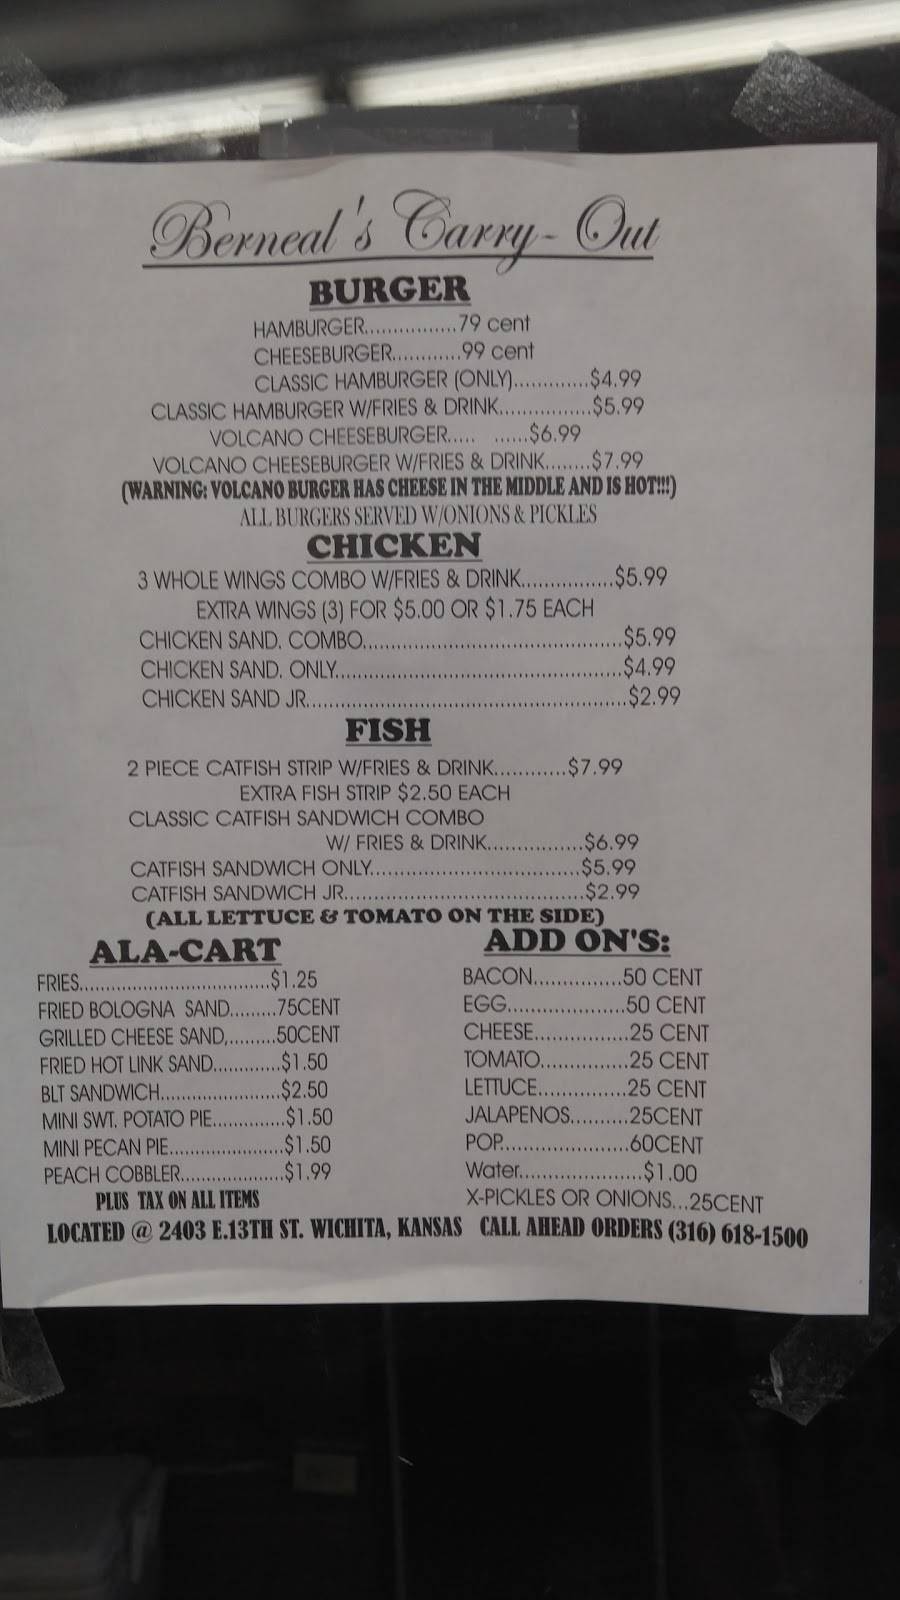 Berneal's Carry-Out
BURGER
HAMBURGER................79 cent
CHEESEBURGER............99 cent
CLASSIC HAMBURGER (ONLY).............$4.99
CLASSIC HAMBURGER W/FRIES & DRINK................$5.99
VOLCANO CHEESEBURGER..... ......$6.99
VOLCANO CHEESEBURGER W/FRIES & DRINK........$7.99
(WARNING: VOLCANO BURGER HAS CHEESE IN THE MIDDLE AND IS HOT!!!)
ALL BURGERS SERVED W/ONIONS & PICKLES
CHICKEN
3 WHOLE WINGS COMBO W/FRIES & DRINK................$5.99
EXTRA WINGS (3) FOR $5.00 OR $1.75 EACH
CHICKEN SAND. COMBO.............................................$5.99
CHICKEN SAND. ONLY..................................................$4.99
CHICKEN SAND JR........................................................$2.99
FISH
2 PIECE CATFISH STRIP W/FRIES & DRINK............$7.99
EXTRA FISH STRIP $2.50 EACH
CLASSIC CATFISH SANDWICH COMBO
W/ FRIES & DRINK.................$6.99
CATFISH SANDWICH ONLY....................................$5.99
CATFISH SANDWICH JR.........................................$2.99
(ALL LETTUCE & TOMATO ON THE SIDE)
ALA-CART
FRIES.................................$1.25
FRIED BOLOGNA SAND.........75CENT
GRILLED CHEESE SAND,.........50CENT
FRIED HOT LINK SAND............$1.50
BLT SANDWICH.....................$2.50
MINI SWT. POTATO PIE.............$1.50
MINI PECAN PIE....................$1.50
PEACH COBBLER..................$1.99
PLUS TAX ON ALL ITEMS
ADD ON'S:
BACON...............50 CENT
EGG....................50 CENT
CHEESE................25 CENT
TOMATO...............25 CENT
LETTUCE...............25 CENT
JALAPENOS..........25CENT
POP......................60CENT
Water.....................$1.00
X-PICKLES OR ONIONS...25CENT
LOCATED @ 2403 E.13TH ST. WICHITA, KANSAS CALL AHEAD ORDERS (316) 618-1500